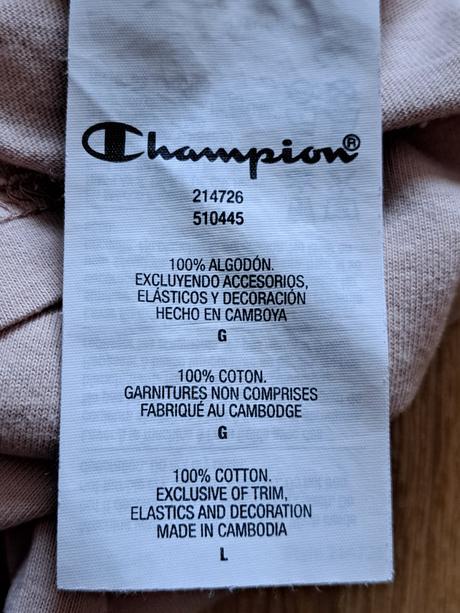 Champion®
214726
510445
100% ALGODÓN.
EXCLUYENDO ACCESORIOS,
ELÁSTICOS Y DECORACIÓN
HECHO EN CAMBOYA
G
100% COTON.
GARNITURES NON COMPRISES
FABRIQUÉ AU CAMBODGE
G
100% COTTON.
EXCLUSIVE OF TRIM,
ELASTICS AND DECORATION
MADE IN CAMBODIA
L